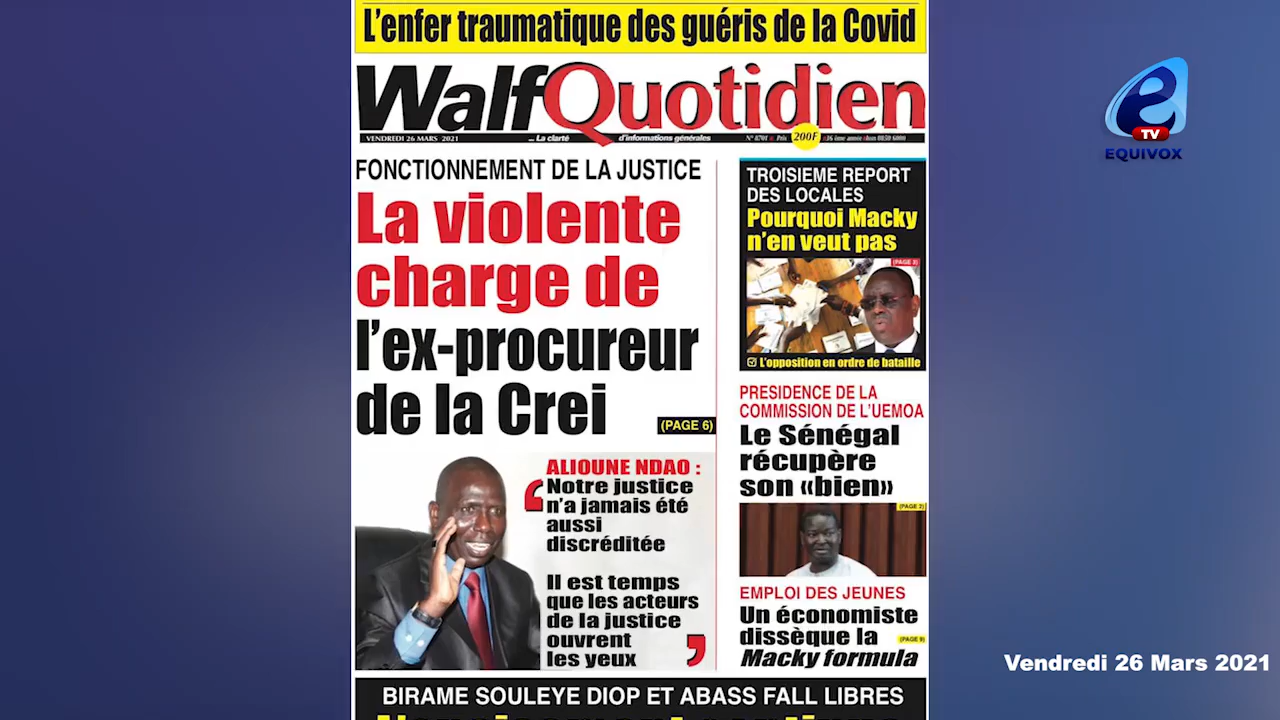 L'enfer traumatique des guéris de la Covid
Walf Quotidien
VENDREDI 26 MARS 2021
... La clarté d'informations générales
N° 8701 Prix 200F
FONCTIONNEMENT DE LA JUSTICE
La violente
charge de
l'ex-procureur
de la Crei
(PAGE 6)
ALIOUNE NDAO :
Notre justice
n'a jamais été
aussi
discréditée
Il est temps
que les acteurs
de la justice
ouvrent
les yeux
TROISIEME REPORT
DES LOCALES
Pourquoi Macky
n'en veut pas
(PAGE 3)
L'opposition en ordre de bataille
PRESIDENCE DE LA
COMMISSION DE L'UEMOA
Le Sénégal
récupère
son «bien»
(PAGE 2)
EMPLOI DES JEUNES
Un économiste
dissèque la
Macky formula
(PAGE 9)
BIRAME SOULEYE DIOP ET ABASS FALL LIBRES
e
TV
EQUIVOX
Vendredi 26 Mars 2021